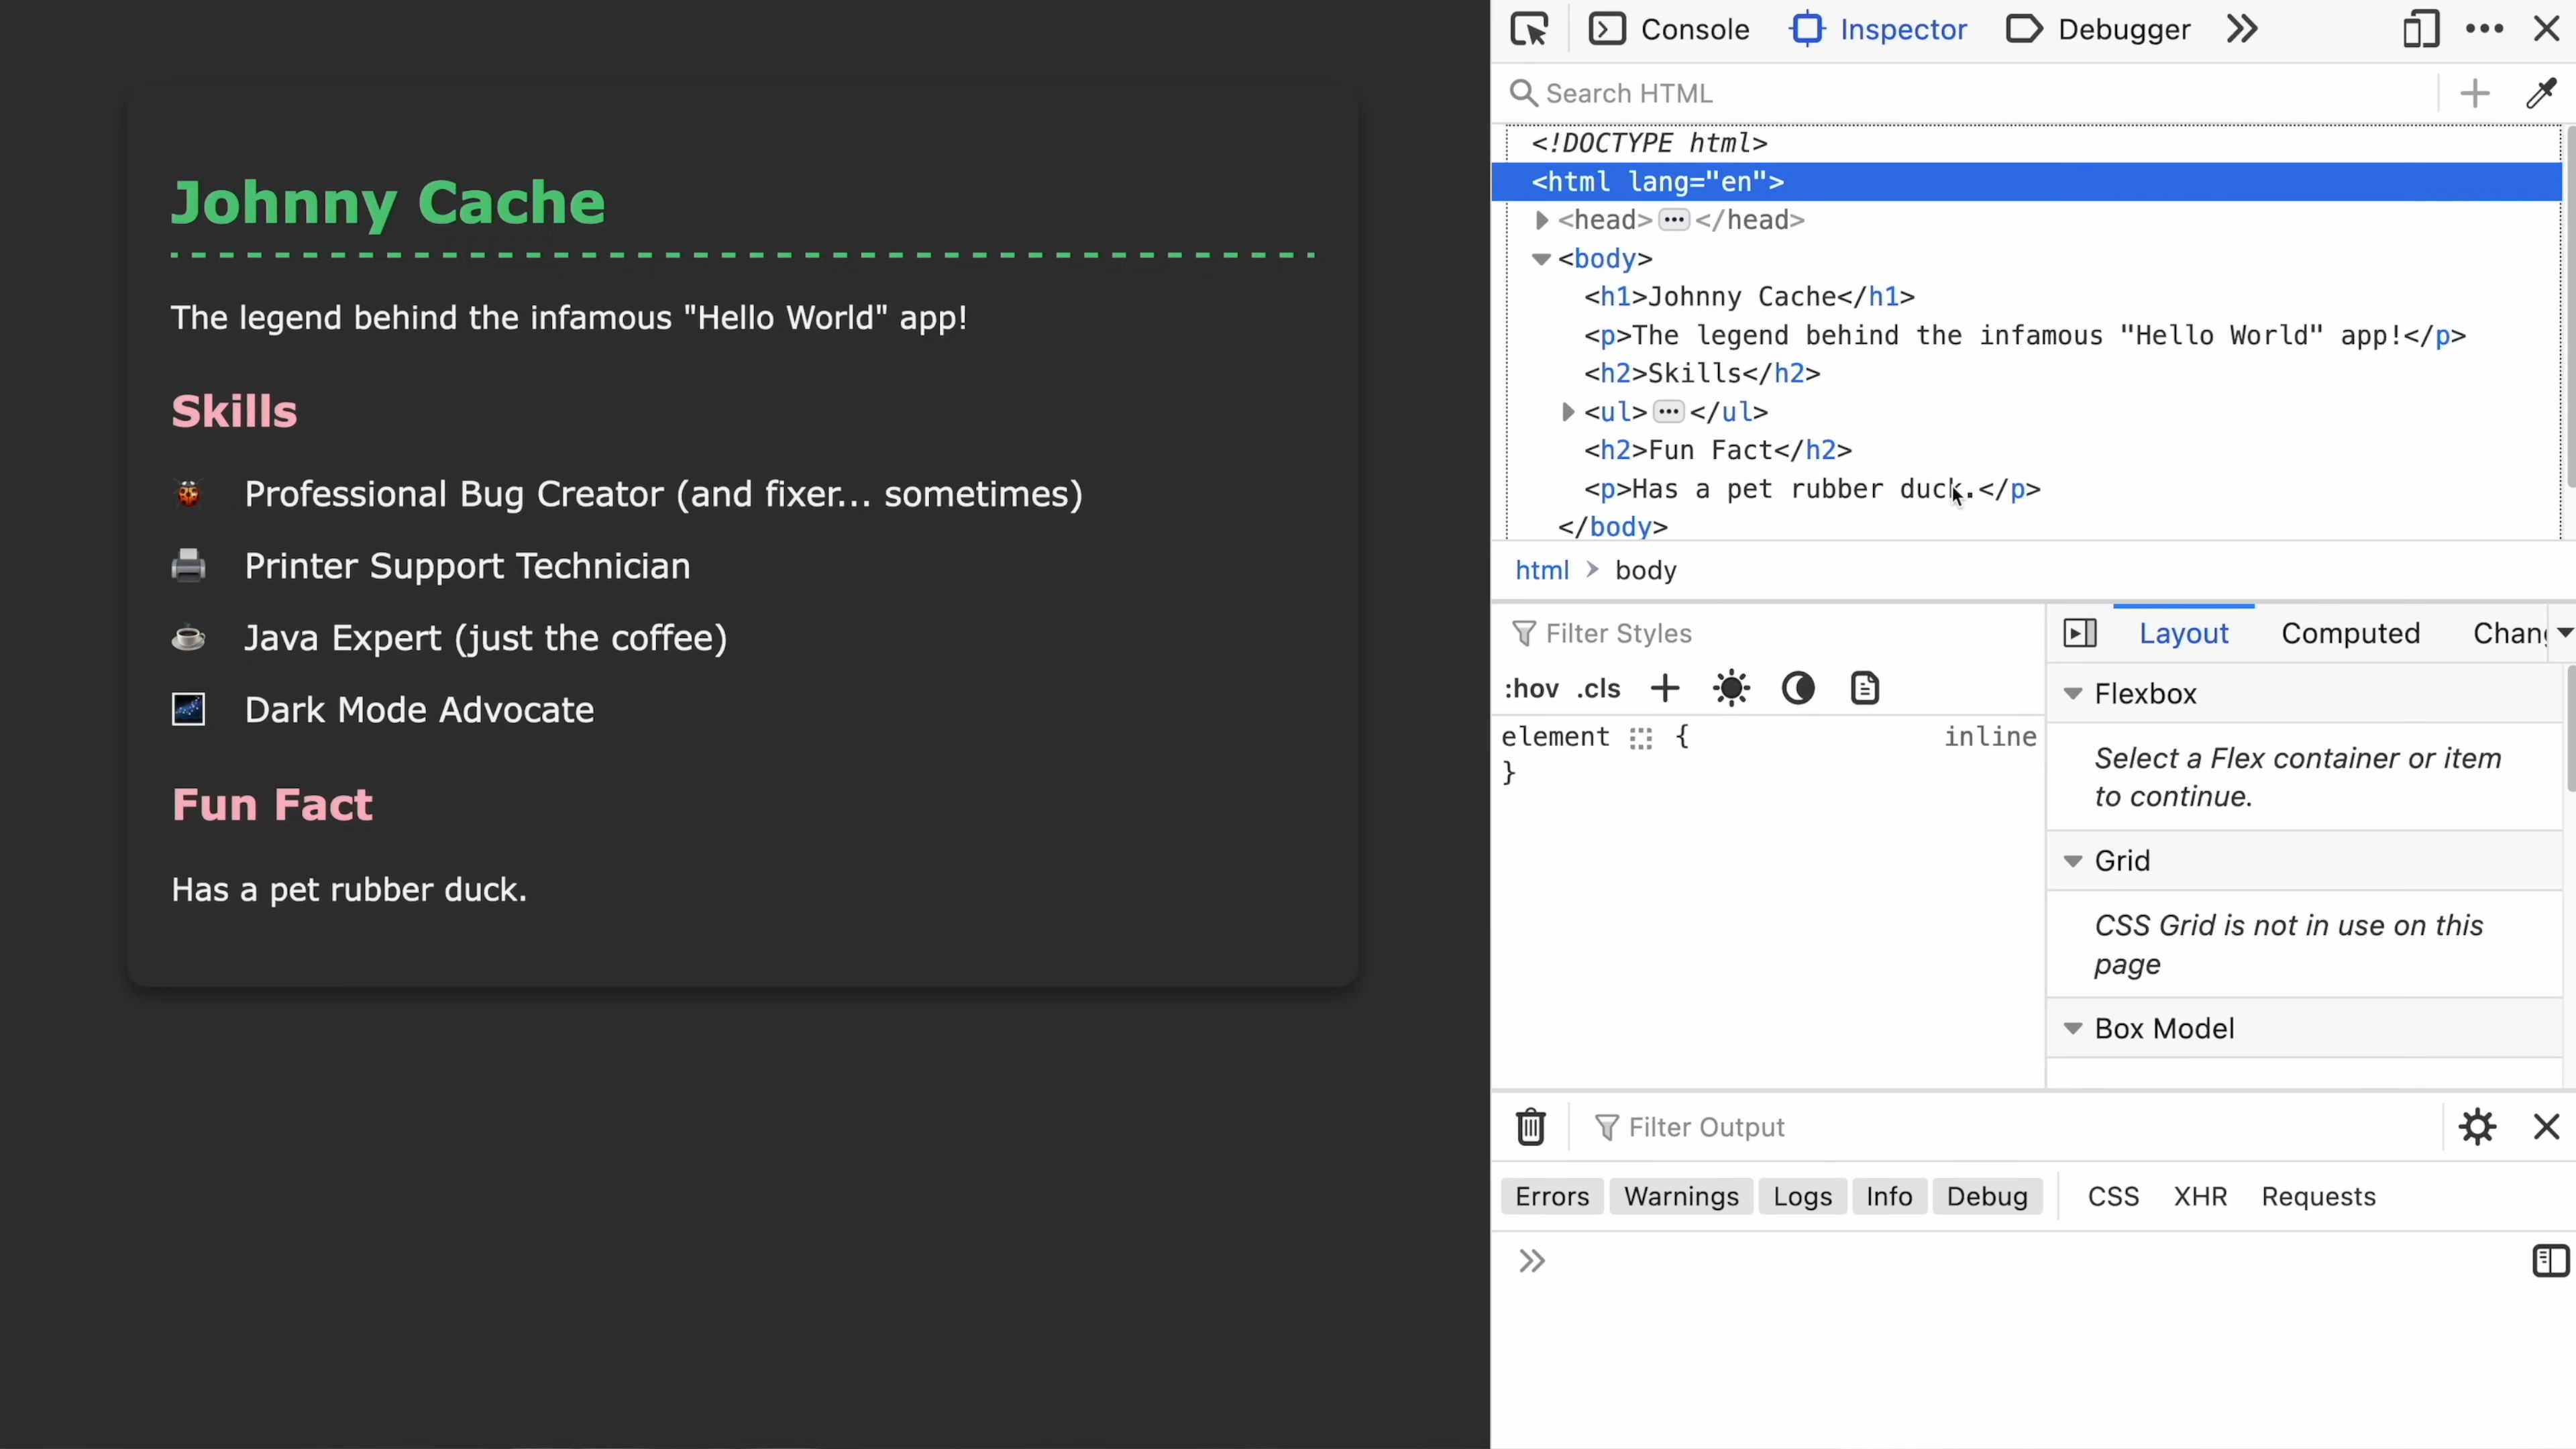 Johnny Cache
The legend behind the infamous "Hello World" app!
Skills
Professional Bug Creator (and fixer... sometimes)
Printer Support Technician
Java Expert (just the coffee)
Dark Mode Advocate
Fun Fact
Has a pet rubber duck.
Console Inspector Debugger
Search HTML
<!DOCTYPE html>
<html lang="en">
<head> ••• </head>
<body>
<h1>Johnny Cache</h1>
<p>The legend behind the infamous "Hello World" app!</p>
<h2>Skills</h2>
<ul> ••• </ul>
<h2>Fun Fact</h2>
<p>Has a pet rubber duck.</p>
</body>
html body
Filter Styles
:hov .cls
element { inline
}
Layout Computed Chan
Flexbox
Select a Flex container or item
to continue.
Grid
CSS Grid is not in use on this
page
Box Model
Filter Output
Errors Warnings Logs Info Debug CSS XHR Requests